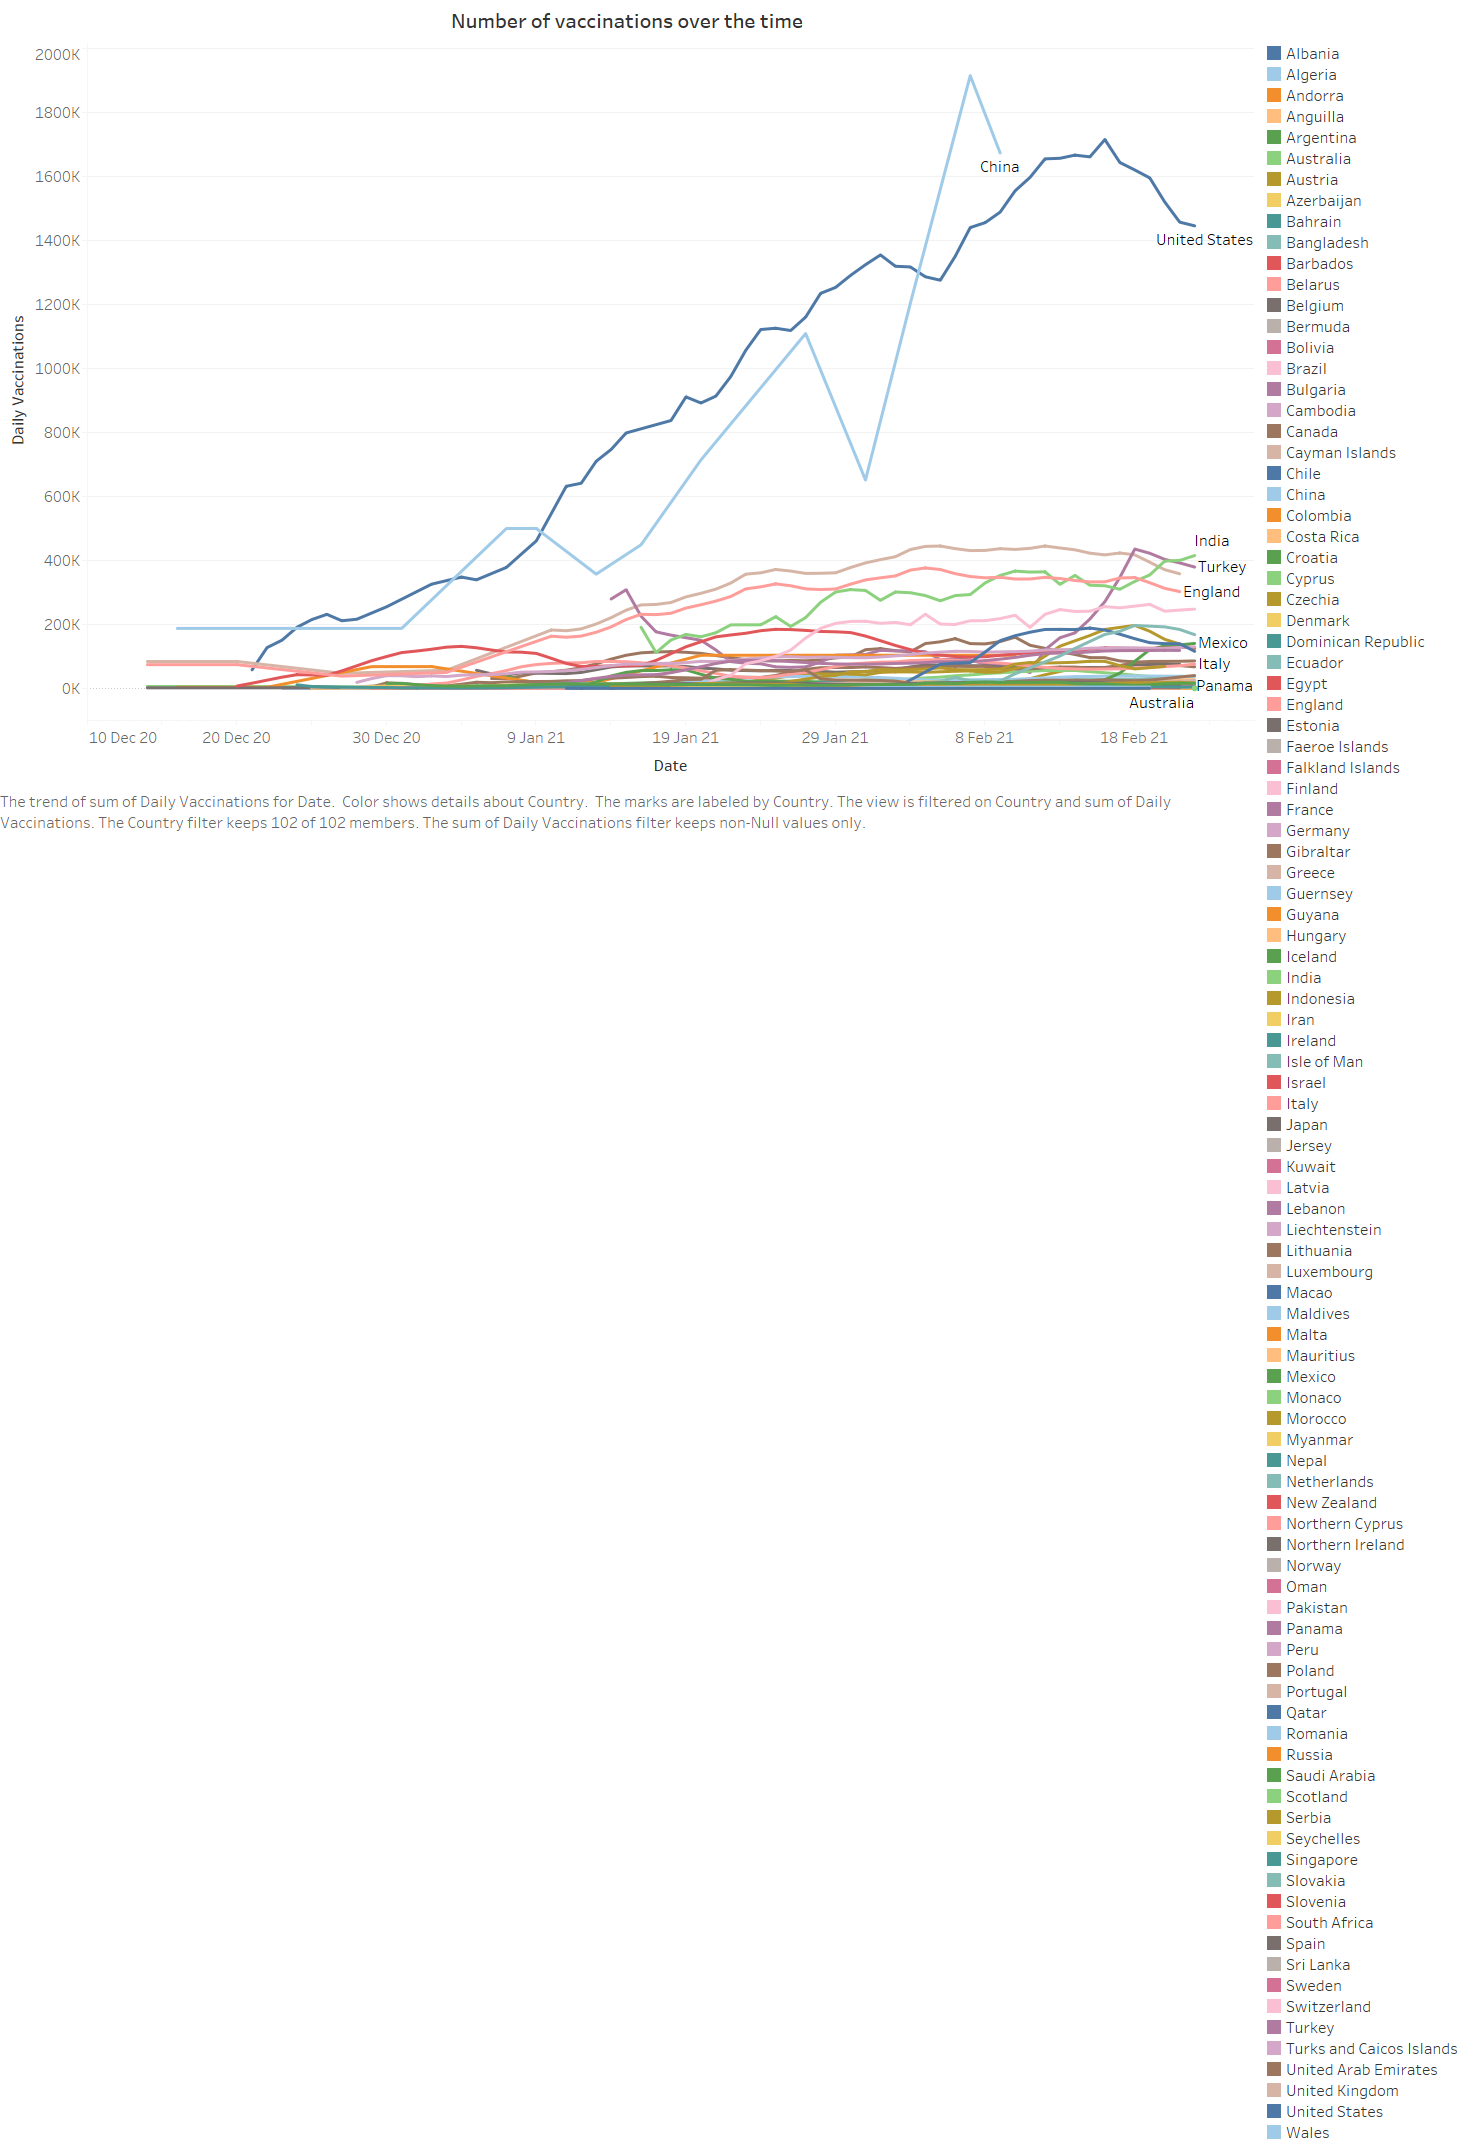 Number of vaccinations over the time
2000K
1800K
1600K
1400K
1200K
1000K
800K
600K
400K
200K
0K
Daily Vaccinations
China
United States
India
Turkey
England
Mexico
Italy
Panama
Australia
10 Dec 20
20 Dec 20
30 Dec 20
9 Jan 21
19 Jan 21
29 Jan 21
8 Feb 21
18 Feb 21
Date
The trend of sum of Daily Vaccinations for Date.  Color shows details about Country.  The marks are labeled by Country. The view is filtered on Country and sum of Daily
Vaccinations. The Country filter keeps 102 of 102 members. The sum of Daily Vaccinations filter keeps non-Null values only.
Albania
Algeria
Andorra
Anguilla
Argentina
Australia
Austria
Azerbaijan
Bahrain
Bangladesh
Barbados
Belarus
Belgium
Bermuda
Bolivia
Brazil
Bulgaria
Cambodia
Canada
Cayman Islands
Chile
China
Colombia
Costa Rica
Croatia
Cyprus
Czechia
Denmark
Dominican Republic
Ecuador
Egypt
England
Estonia
Faeroe Islands
Falkland Islands
Finland
France
Germany
Gibraltar
Greece
Guernsey
Guyana
Hungary
Iceland
India
Indonesia
Iran
Ireland
Isle of Man
Israel
Italy
Japan
Jersey
Kuwait
Latvia
Lebanon
Liechtenstein
Lithuania
Luxembourg
Macao
Maldives
Malta
Mauritius
Mexico
Monaco
Morocco
Myanmar
Nepal
Netherlands
New Zealand
Northern Cyprus
Northern Ireland
Norway
Oman
Pakistan
Panama
Peru
Poland
Portugal
Qatar
Romania
Russia
Saudi Arabia
Scotland
Serbia
Seychelles
Singapore
Slovakia
Slovenia
South Africa
Spain
Sri Lanka
Sweden
Switzerland
Turkey
Turks and Caicos Islands
United Arab Emirates
United Kingdom
United States
Wales